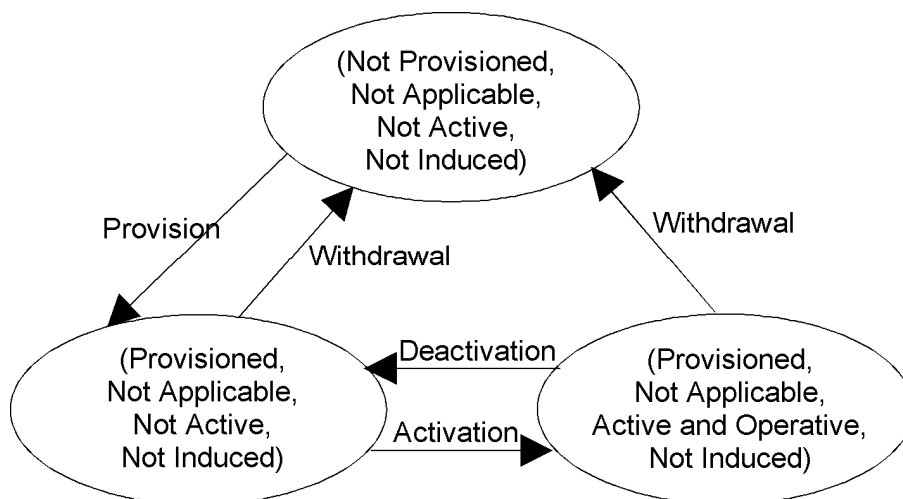 (Not Provisioned,
Not Applicable,
Not Active,
Not Induced)
Provision
Withdrawal
Withdrawal
(Provisioned,
Not Applicable,
Not Active,
Not Induced)
Deactivation
Activation
(Provisioned,
Not Applicable,
Active and Operative,
Not Induced)